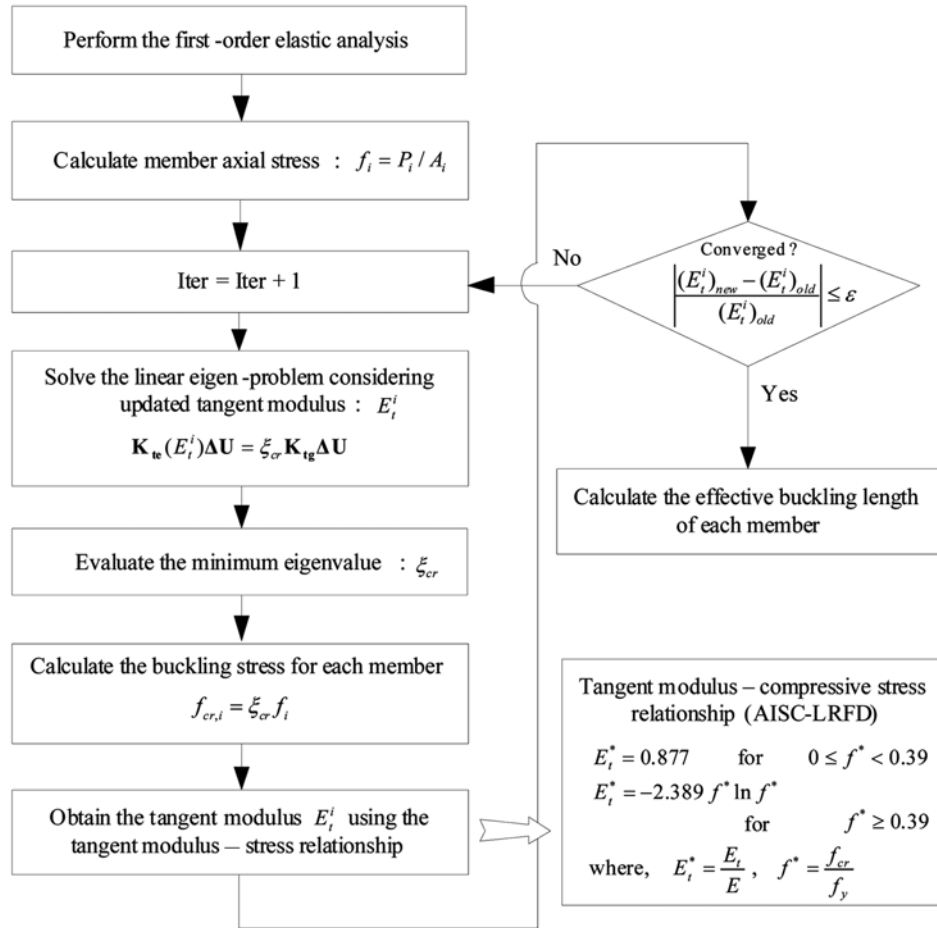 Perform the first -order elastic analysis
Calculate member axial stress : f_i = P_i / A_i
Iter = Iter + 1
Solve the linear eigen -problem considering
updated tangent modulus : E_t^i
K_te(E_t^i)ΔU = ξ_cr K_tg ΔU
Evaluate the minimum eigenvalue : ξ_cr
Calculate the buckling stress for each member
f_cr,i = ξ_cr f_i
Obtain the tangent modulus E_t^i using the
tangent modulus – stress relationship
Converged ?
|((E_t^i)_new − (E_t^i)_old) / (E_t^i)_old| ≤ ε
No
Yes
Calculate the effective buckling length
of each member
Tangent modulus – compressive stress
relationship (AISC-LRFD)
E_t^* = 0.877 for 0 ≤ f^* < 0.39
E_t^* = −2.389 f^* ln f^*
for f^* ≥ 0.39
where, E_t^* = E_t / E , f^* = f_cr / f_y